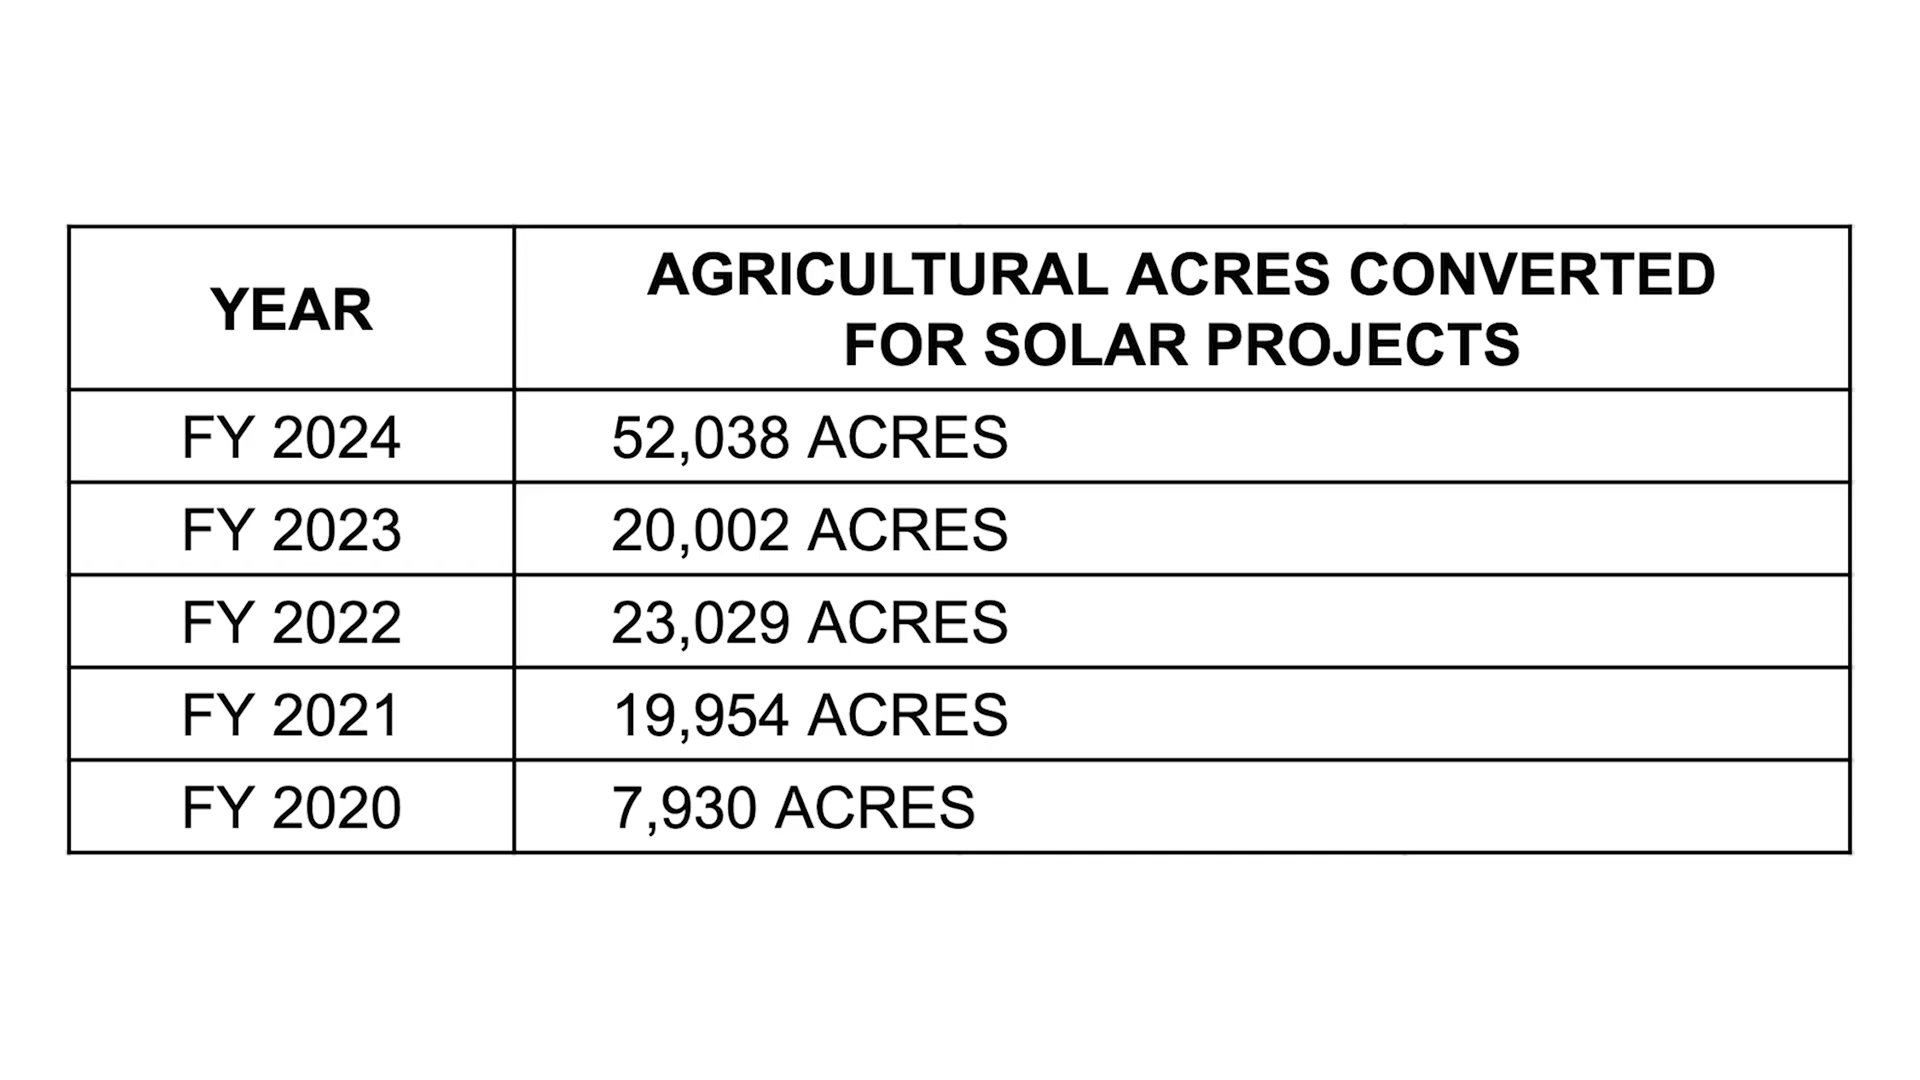 YEAR
AGRICULTURAL ACRES CONVERTED
FOR SOLAR PROJECTS
FY 2024 52,038 ACRES
FY 2023 20,002 ACRES
FY 2022 23,029 ACRES
FY 2021 19,954 ACRES
FY 2020 7,930 ACRES